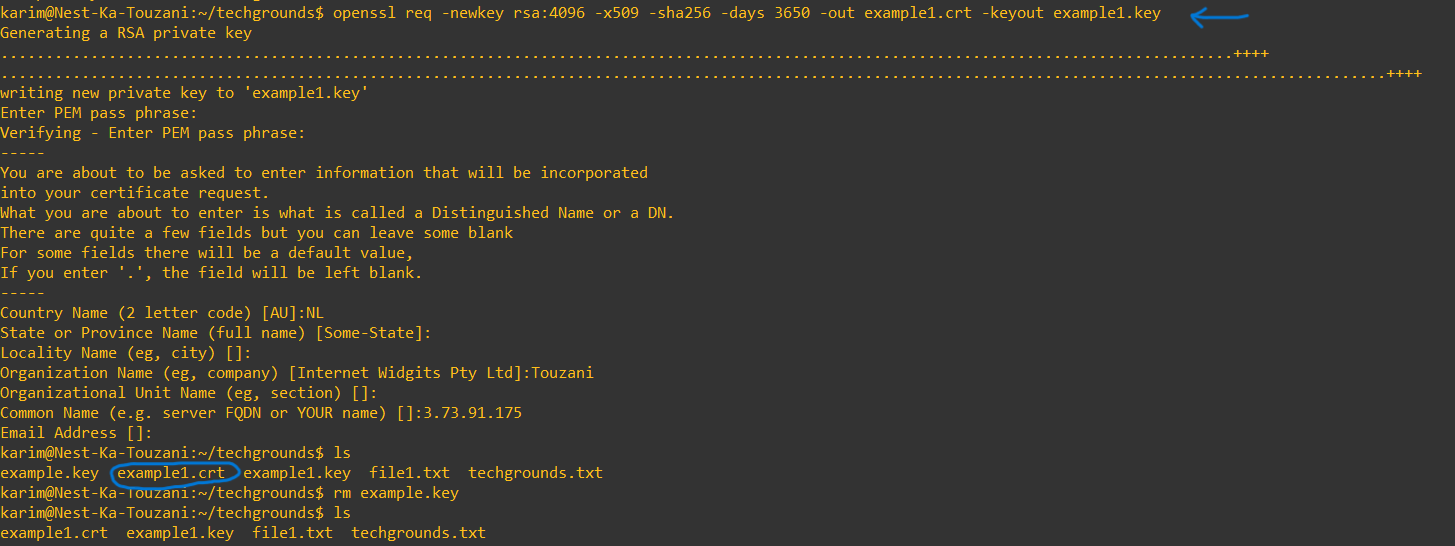 karim@Nest-Ka-Touzani:~/techgrounds$ openssl req -newkey rsa:4096 -x509 -sha256 -days 3650 -out example1.crt -keyout example1.key
Generating a RSA private key
.........................................................................................................................................++++
..........................................................................................................................................................++++
writing new private key to 'example1.key'
Enter PEM pass phrase:
Verifying - Enter PEM pass phrase:
-----
You are about to be asked to enter information that will be incorporated
into your certificate request.
What you are about to enter is what is called a Distinguished Name or a DN.
There are quite a few fields but you can leave some blank
For some fields there will be a default value,
If you enter '.', the field will be left blank.
-----
Country Name (2 letter code) [AU]:NL
State or Province Name (full name) [Some-State]:
Locality Name (eg, city) []:
Organization Name (eg, company) [Internet Widgits Pty Ltd]:Touzani
Organizational Unit Name (eg, section) []:
Common Name (e.g. server FQDN or YOUR name) []:3.73.91.175
Email Address []:
karim@Nest-Ka-Touzani:~/techgrounds$ ls
example.key  example1.crt  example1.key  file1.txt  techgrounds.txt
karim@Nest-Ka-Touzani:~/techgrounds$ rm example.key
karim@Nest-Ka-Touzani:~/techgrounds$ ls
example1.crt  example1.key  file1.txt  techgrounds.txt